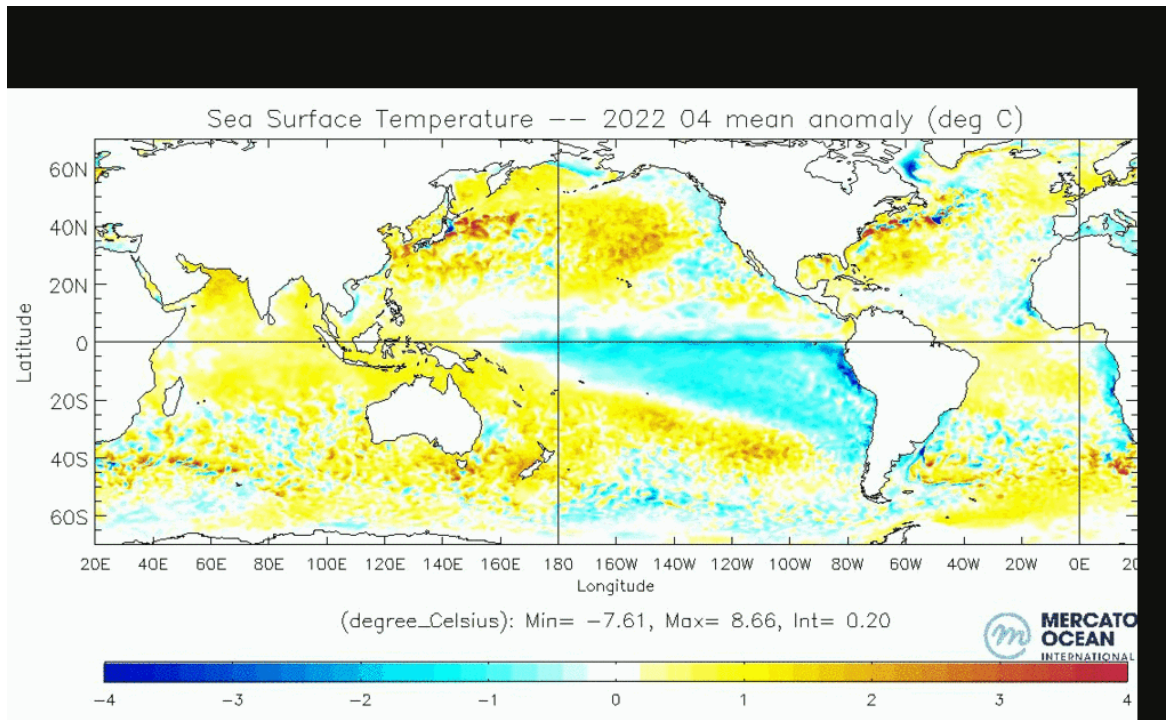 Sea Surface Temperature -- 2022 04 mean anomaly (deg C)
60N
40N
20N
0
20S
40S
60S
Latitude
20E 40E 60E 80E 100E 120E 140E 160E 180 160W 140W 120W 100W 80W 60W 40W 20W 0E 20
Longitude
(degree_Celsius): Min= -7.61, Max= 8.66, Int= 0.20
MERCATO
OCEAN
INTERNATIONAL
-4 -3 -2 -1 0 1 2 3 4